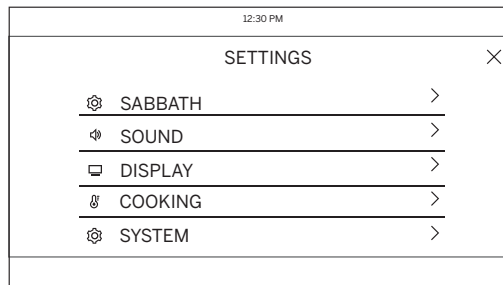 12:30 PM
SETTINGS
SABBATH
SOUND
DISPLAY
COOKING
SYSTEM